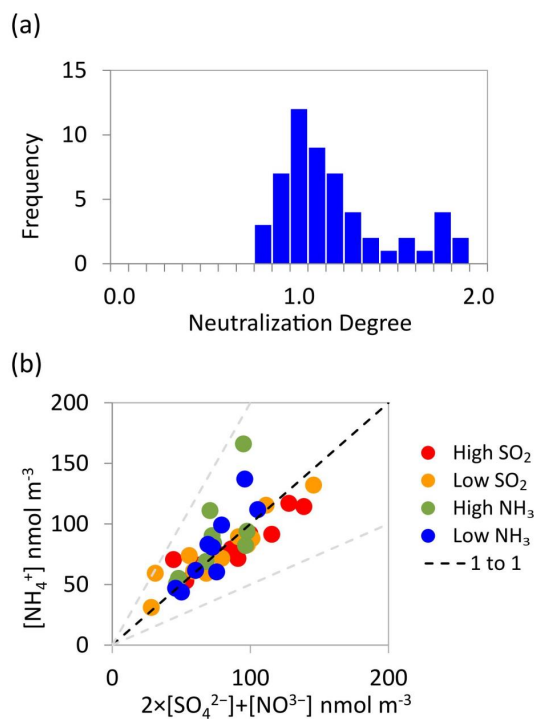 (a)
15
10
5
0
Frequency
0.0 1.0 2.0
Neutralization Degree
(b)
200
150
100
50
0
[NH₄⁺] nmol m⁻³
0 100 200
2×[SO₄²⁻]+[NO³⁻] nmol m⁻³
High SO₂
Low SO₂
High NH₃
Low NH₃
1 to 1